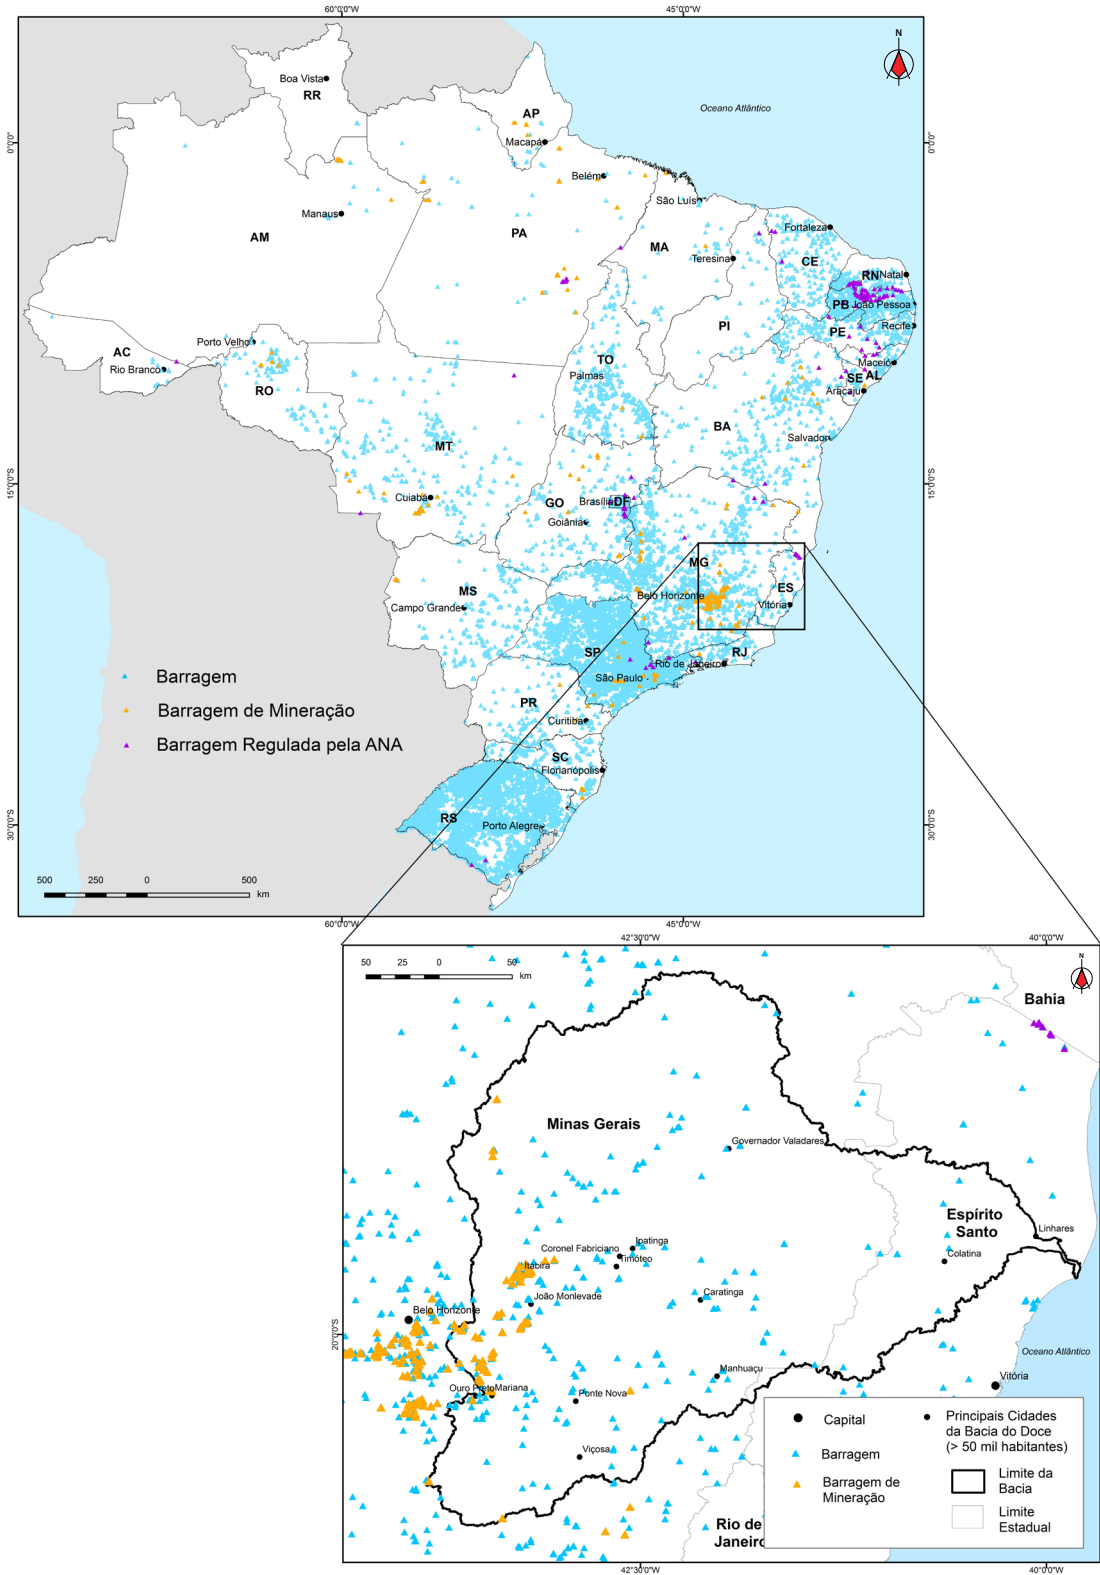 60°0'0"W
45°0'0"W
N
Boa Vista
RR
Oceano Atlântico
AP
Macapá
0°0'0"
0°0'0"
Belém
São Luís
Manaus
Fortaleza
AM
PA
MA
CE
Teresina
RN
Natal
PB
João Pessoa
PI
PE
Recife
Porto Velho
AC
Rio Branco
TO
Maceió
Palmas
SE
AL
RO
Aracaju
BA
MT
Salvador
15°0'0"S
15°0'0"S
Cuiabá
GO
Brasília
DF
Goiânia
MG
MS
Belo Horizonte
ES
Campo Grande
Vitória
SP
RJ
Rio de Janeiro
Barragem
São Paulo
PR
Barragem de Mineração
Curitiba
Barragem Regulada pela ANA
SC
Florianópolis
RS
Porto Alegre
30°0'0"S
30°0'0"S
500 250 0 500
km
60°0'0"W
45°0'0"W
42°30'0"W
40°0'0"W
50 25 0 50
km
N
Bahia
Minas Gerais
Governador Valadares
Espírito
Santo
Linhares
Ipatinga
Coronel Fabriciano
Timóteo
Colatina
Itabira
João Monlevade
Caratinga
Belo Horizonte
20°0'0"S
Oceano Atlântico
Manhuaçu
Vitória
Ouro Preto
Mariana
Ponte Nova
Viçosa
Capital
Principais Cidades
da Bacia do Doce
(> 50 mil habitantes)
Barragem
Barragem de
Mineração
Limite da
Bacia
Limite
Estadual
Rio de
Janeiro
42°30'0"W
40°0'0"W